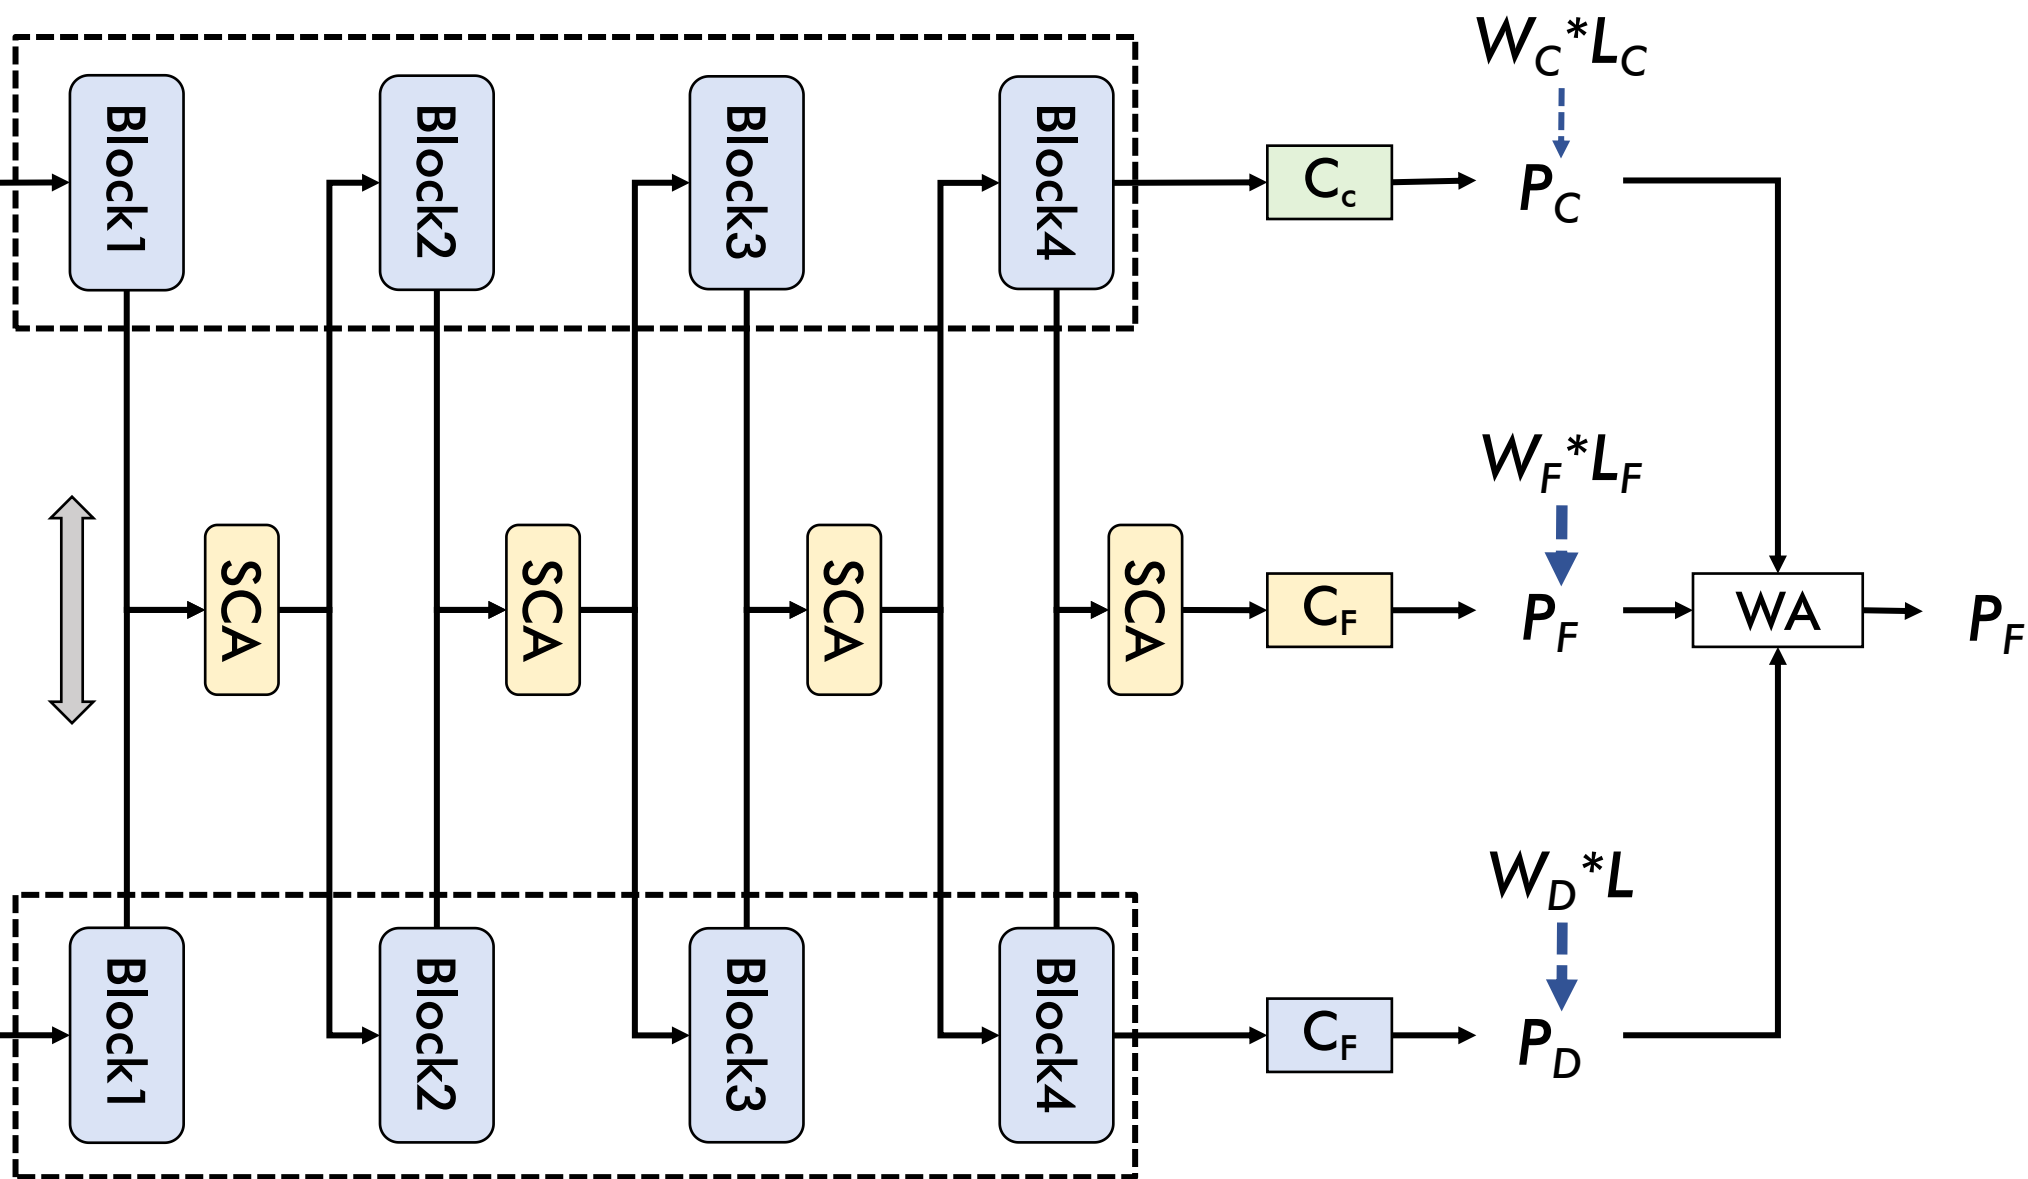 W_C*L_C
Block1
Block2
Block3
Block4
C_c
P_C
W_F*L_F
SCA
SCA
SCA
SCA
C_F
P_F
WA
P_F
W_D*L
Block1
Block2
Block3
Block4
C_F
P_D